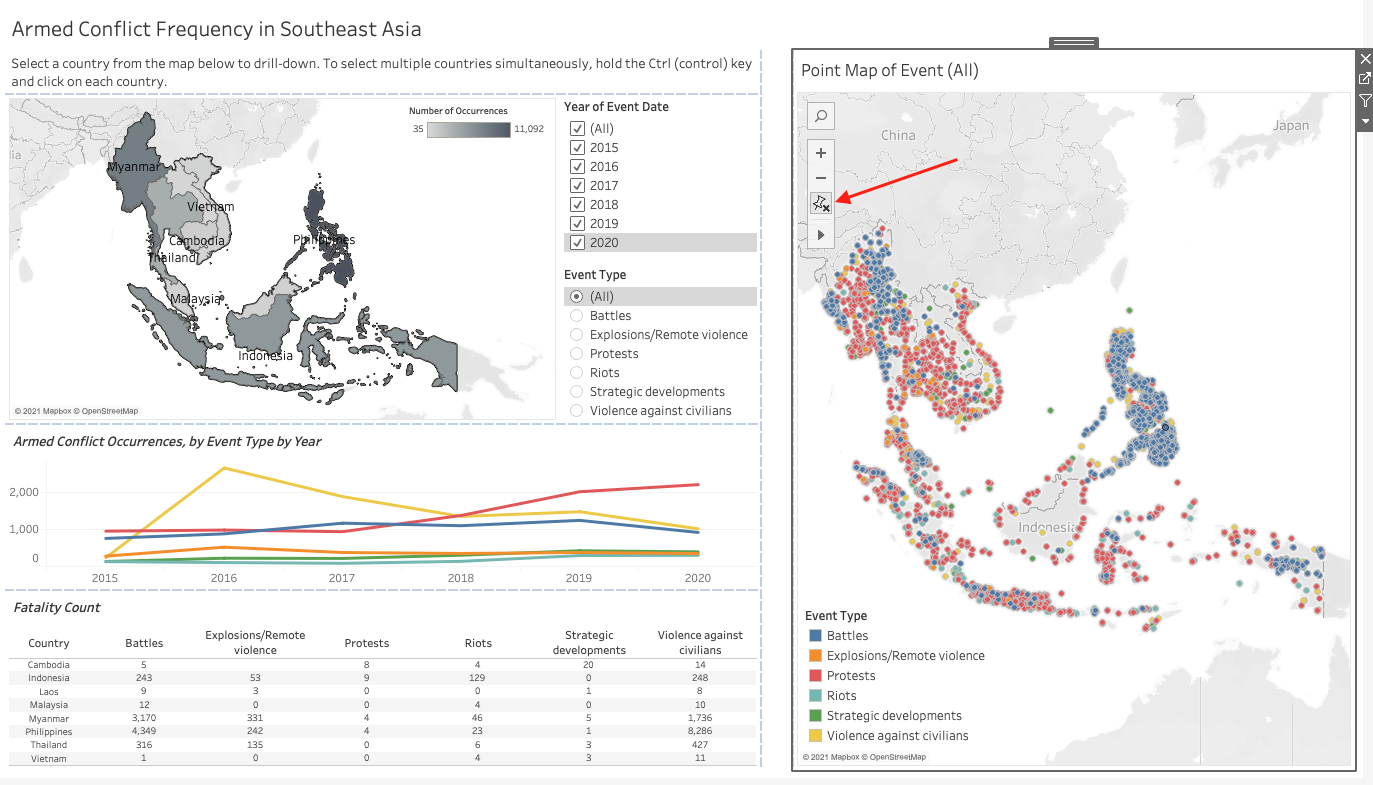 Armed Conflict Frequency in Southeast Asia
Select a country from the map below to drill-down. To select multiple countries simultaneously, hold the Ctrl (control) key
and click on each country.
Number of Occurrences
35 11,092
Myanmar
Vietnam
Cambodia
Thailand
Philippines
Malaysia
Indonesia
© 2021 Mapbox © OpenStreetMap
Year of Event Date
(All)
2015
2016
2017
2018
2019
2020
Event Type
(All)
Battles
Explosions/Remote violence
Protests
Riots
Strategic developments
Violence against civilians
Armed Conflict Occurrences, by Event Type by Year
2,000
1,000
0
2015 2016 2017 2018 2019 2020
Fatality Count
Country Battles Explosions/Remote violence Protests Riots Strategic developments Violence against civilians
Cambodia 5 8 4 20 14
Indonesia 243 53 9 129 0 248
Laos 9 3 0 0 1 8
Malaysia 12 0 0 4 0 10
Myanmar 3,170 331 4 46 5 1,736
Philippines 4,349 242 4 23 1 8,286
Thailand 316 135 0 6 3 427
Vietnam 1 0 0 4 3 11
Point Map of Event (All)
China
Japan
Indonesia
Event Type
Battles
Explosions/Remote violence
Protests
Riots
Strategic developments
Violence against civilians
© 2021 Mapbox © OpenStreetMap